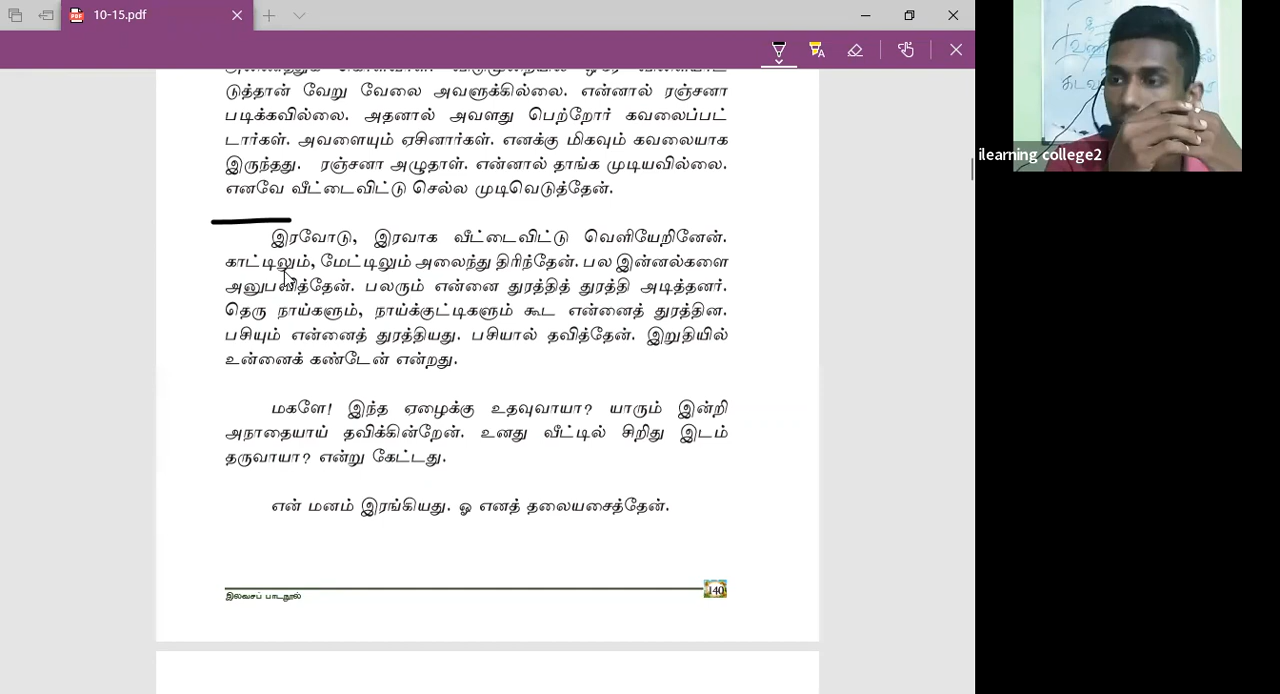 10-15.pdf
டுத்தான் வேறு வேலை அவளுக்கில்லை. என்னால் ரஞ்சனா
படிக்கவில்லை. அதனால் அவளது பெற்றோர் கவலைப்பட்
டார்கள். அவளையும் ஏசினார்கள். எனக்கு மிகவும் கவலையாக
இருந்தது. ரஞ்சனா அழுதாள். என்னால் தாங்க முடியவில்லை.
எனவே வீட்டைவிட்டு செல்ல முடிவெடுத்தேன்.
இரவோடு, இரவாக வீட்டைவிட்டு வெளியேறினேன்.
காட்டிலும், மேட்டிலும் அலைந்து திரிந்தேன். பல இன்னல்களை
அனுபவித்தேன். பலரும் என்னை துரத்தித் துரத்தி அடித்தனர்.
தெரு நாய்களும், நாய்க்குட்டிகளும் கூட என்னைத் துரத்தின.
பசியும் என்னைத் துரத்தியது. பசியால் தவித்தேன். இறுதியில்
உன்னைக் கண்டேன் என்றது.
மகளே! இந்த ஏழைக்கு உதவுவாயா? யாரும் இன்றி
அநாதையாய் தவிக்கின்றேன். உனது வீட்டில் சிறிது இடம்
தருவாயா? என்று கேட்டது.
என் மனம் இரங்கியது. ஓ எனத் தலையசைத்தேன்.
இலவசப் பாடநூல்
140
ilearning college2